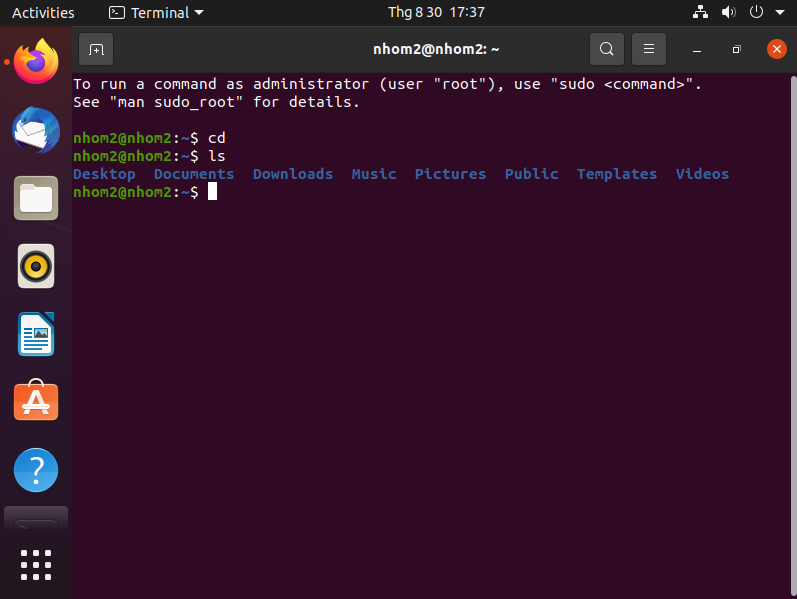 Activities Terminal Thg 8 30 17:37
nhom2@nhom2: ~
To run a command as administrator (user "root"), use "sudo <command>".
See "man sudo_root" for details.
nhom2@nhom2:~$ cd
nhom2@nhom2:~$ ls
Desktop Documents Downloads Music Pictures Public Templates Videos
nhom2@nhom2:~$